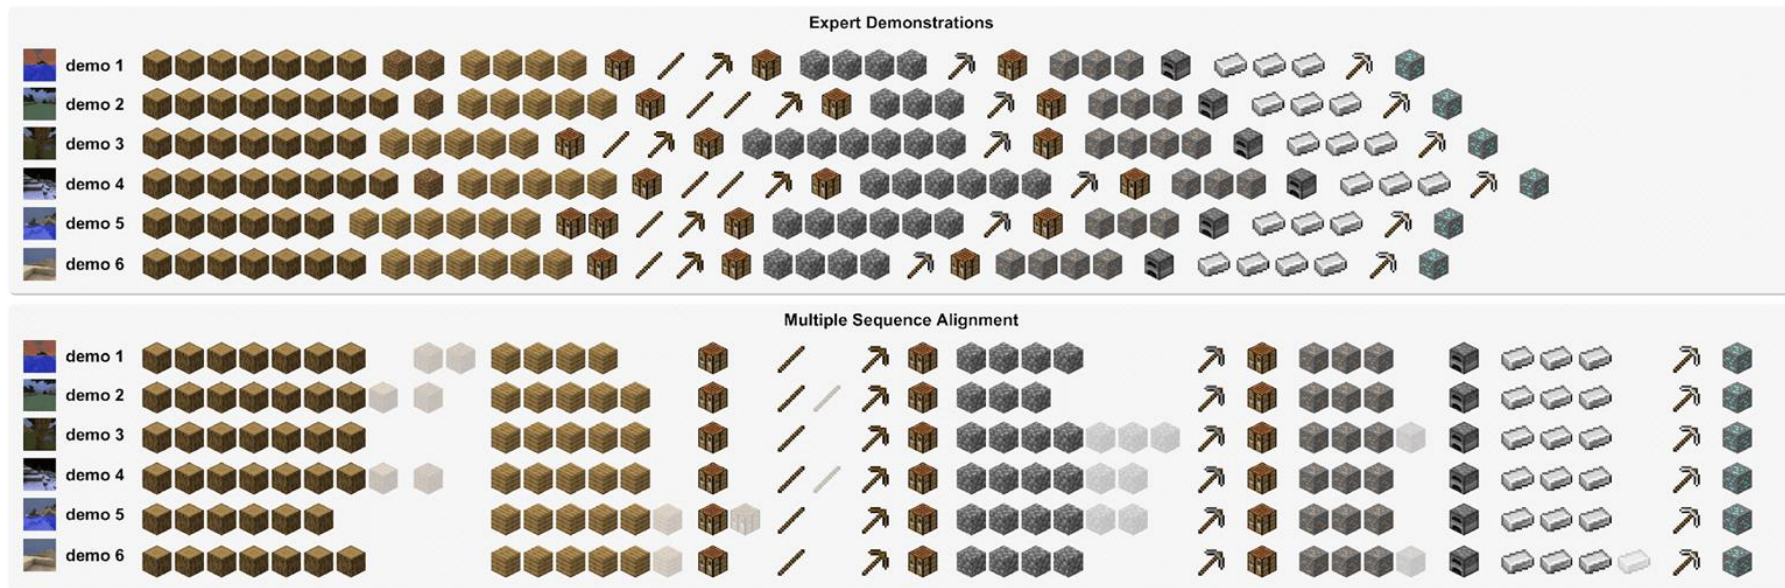 Expert Demonstrations
demo 1
demo 2
demo 3
demo 4
demo 5
demo 6
Multiple Sequence Alignment
demo 1
demo 2
demo 3
demo 4
demo 5
demo 6